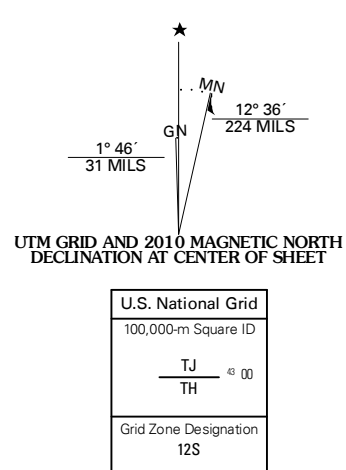 ★
MN
12° 36´
224 MILS
GN
1° 46´
31 MILS
UTM GRID AND 2010 MAGNETIC NORTH
DECLINATION AT CENTER OF SHEET
U.S. National Grid
100,000-m Square ID
TJ
43 00
TH
Grid Zone Designation
12S